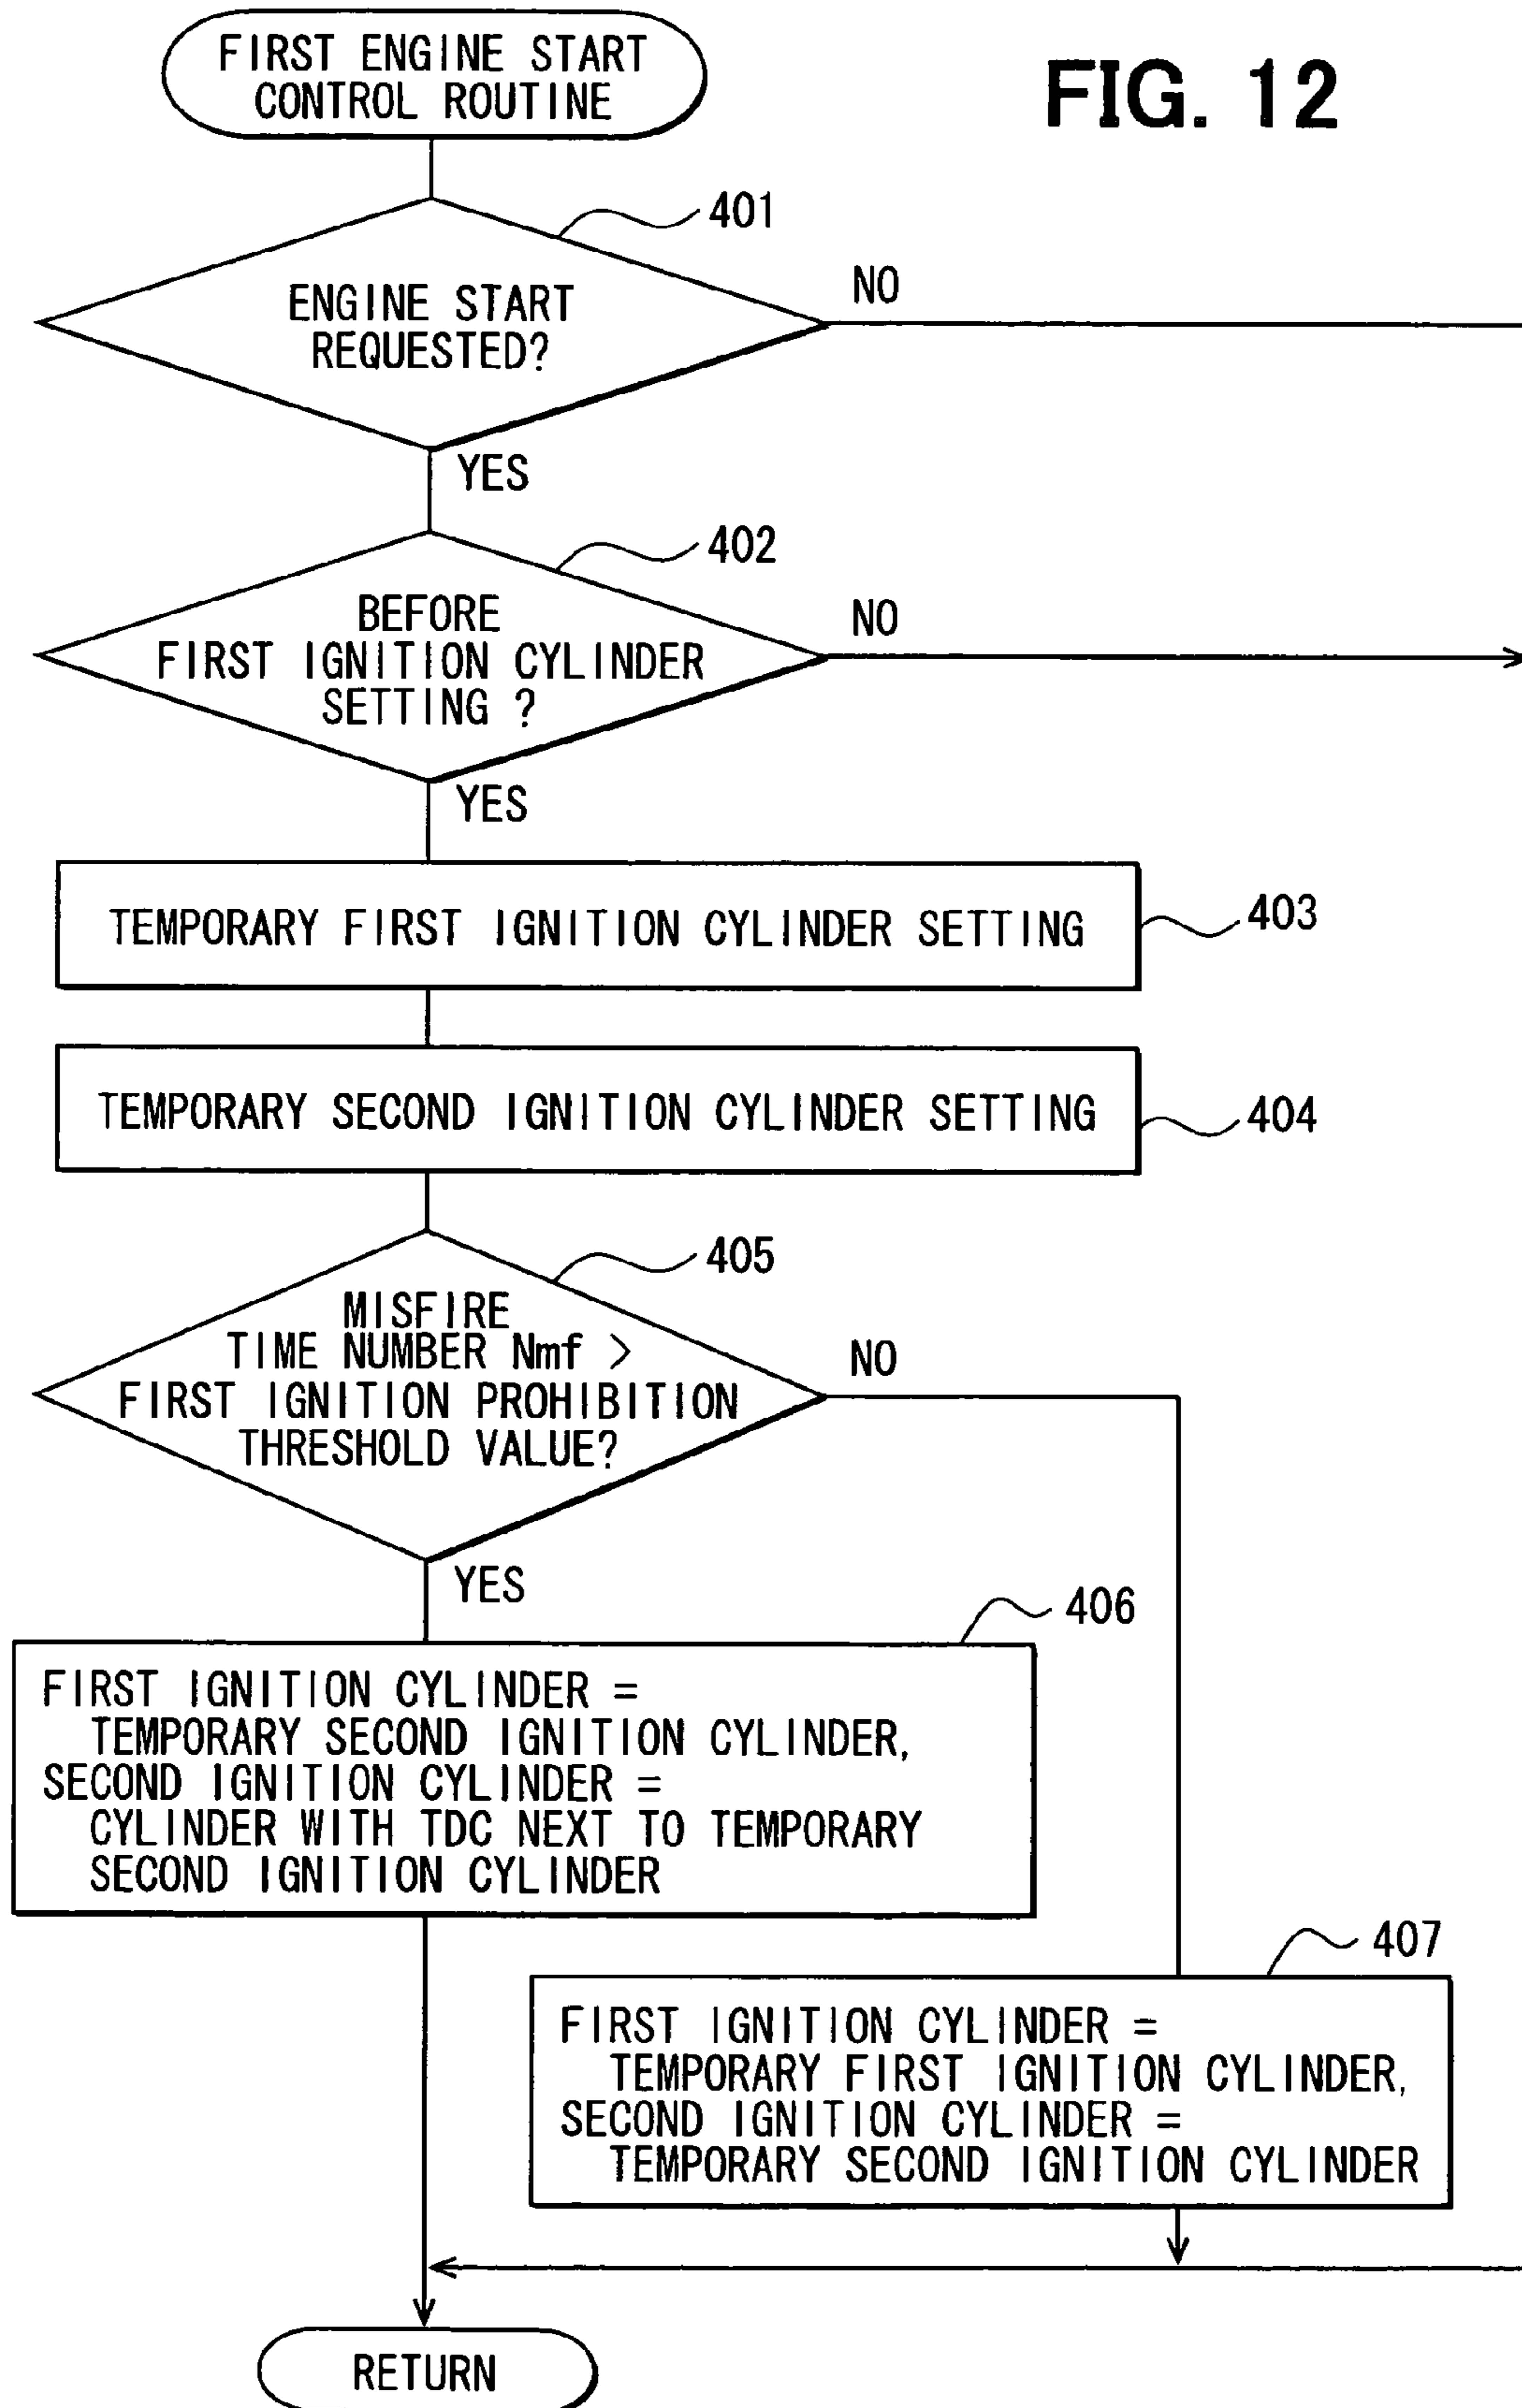 FIRST ENGINE START
CONTROL ROUTINE
FIG. 12
401
ENGINE START
REQUESTED?
NO
YES
402
BEFORE
FIRST IGNITION CYLINDER
SETTING ?
NO
YES
TEMPORARY FIRST IGNITION CYLINDER SETTING
403
TEMPORARY SECOND IGNITION CYLINDER SETTING
404
405
MISFIRE
TIME NUMBER Nmf >
FIRST IGNITION PROHIBITION
THRESHOLD VALUE?
NO
YES
406
FIRST IGNITION CYLINDER =
TEMPORARY SECOND IGNITION CYLINDER,
SECOND IGNITION CYLINDER =
CYLINDER WITH TDC NEXT TO TEMPORARY
SECOND IGNITION CYLINDER
407
FIRST IGNITION CYLINDER =
TEMPORARY FIRST IGNITION CYLINDER,
SECOND IGNITION CYLINDER =
TEMPORARY SECOND IGNITION CYLINDER
RETURN